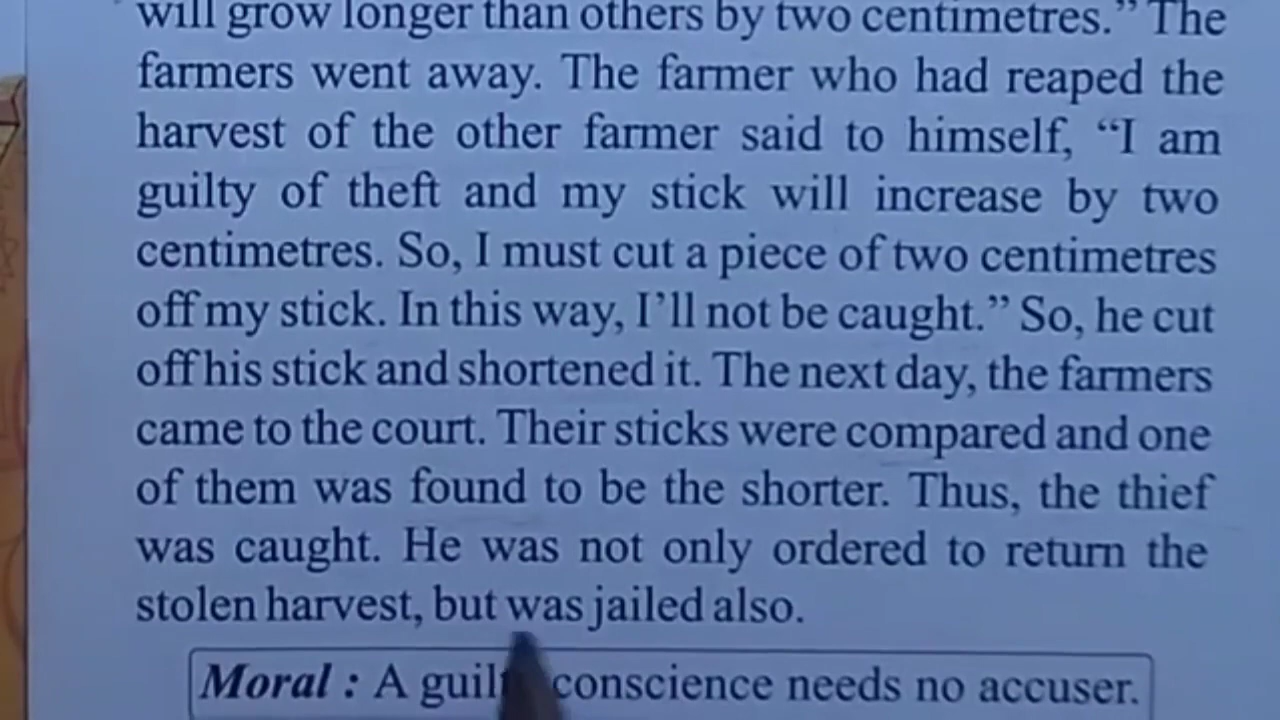 will grow longer than others by two centimetres.” The
farmers went away. The farmer who had reaped the
harvest of the other farmer said to himself, “I am
guilty of theft and my stick will increase by two
centimetres. So, I must cut a piece of two centimetres
off my stick. In this way, I’ll not be caught.” So, he cut
off his stick and shortened it. The next day, the farmers
came to the court. Their sticks were compared and one
of them was found to be the shorter. Thus, the thief
was caught. He was not only ordered to return the
stolen harvest, but was jailed also.
Moral : A guilty conscience needs no accuser.